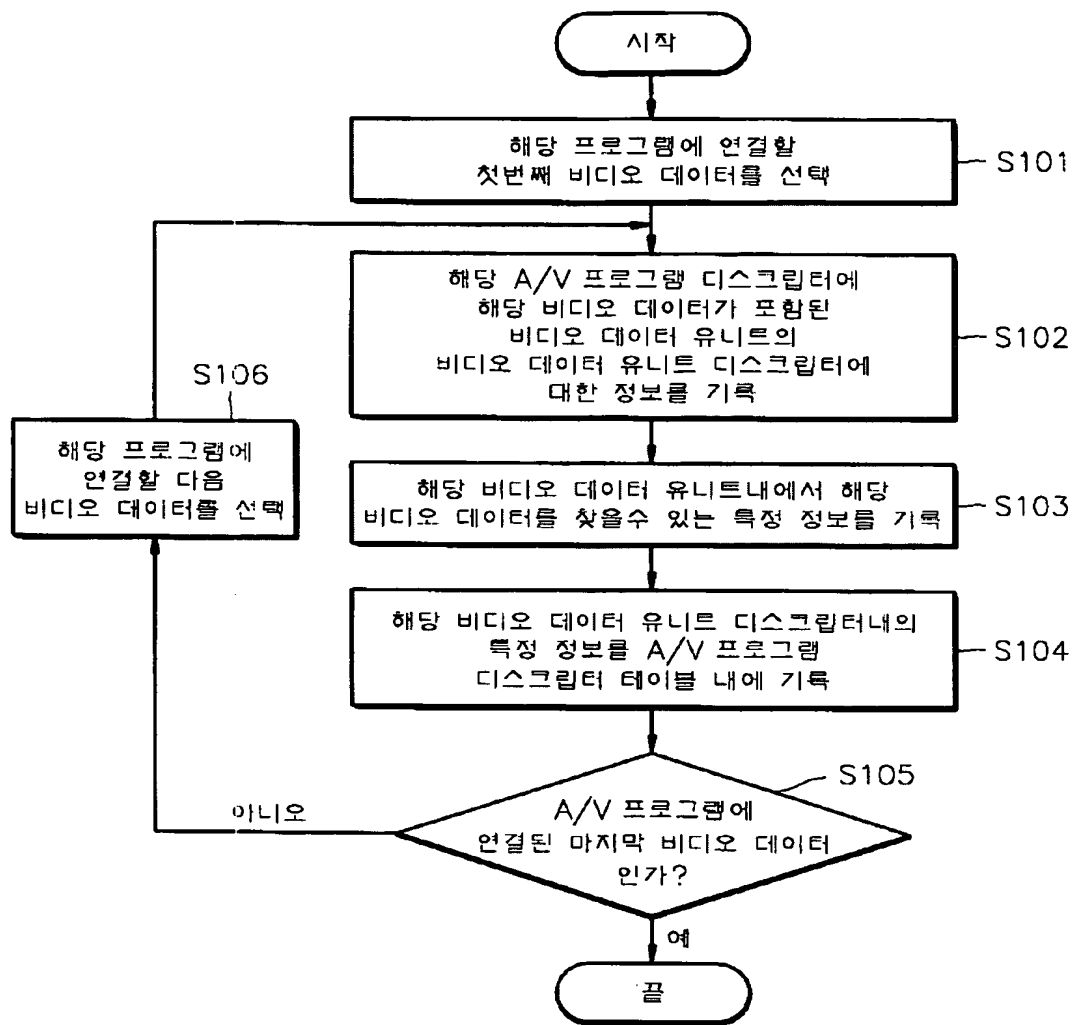 시작
해당 프로그램에 연결할
첫번째 비디오 데이터를 선택
S101
해당 A/V 프로그램 디스크립터에
해당 비디오 데이터가 포함된
비디오 데이터 유니트의
비디오 데이터 유니트 디스크립터에
대한 정보를 기록
S102
S106
해당 프로그램에
연결할 다음
비디오 데이터를 선택
해당 비디오 데이터 유니트내에서 해당
비디오 데이터를 찾을수 있는 특정 정보를 기록
S103
해당 비디오 데이터 유니트 디스크립터내의
특정 정보를 A/V 프로그램
디스크립터 테이블 내에 기록
S104
S105
A/V 프로그램에
연결된 마지막 비디오 데이터
인가?
아니오
예
끝